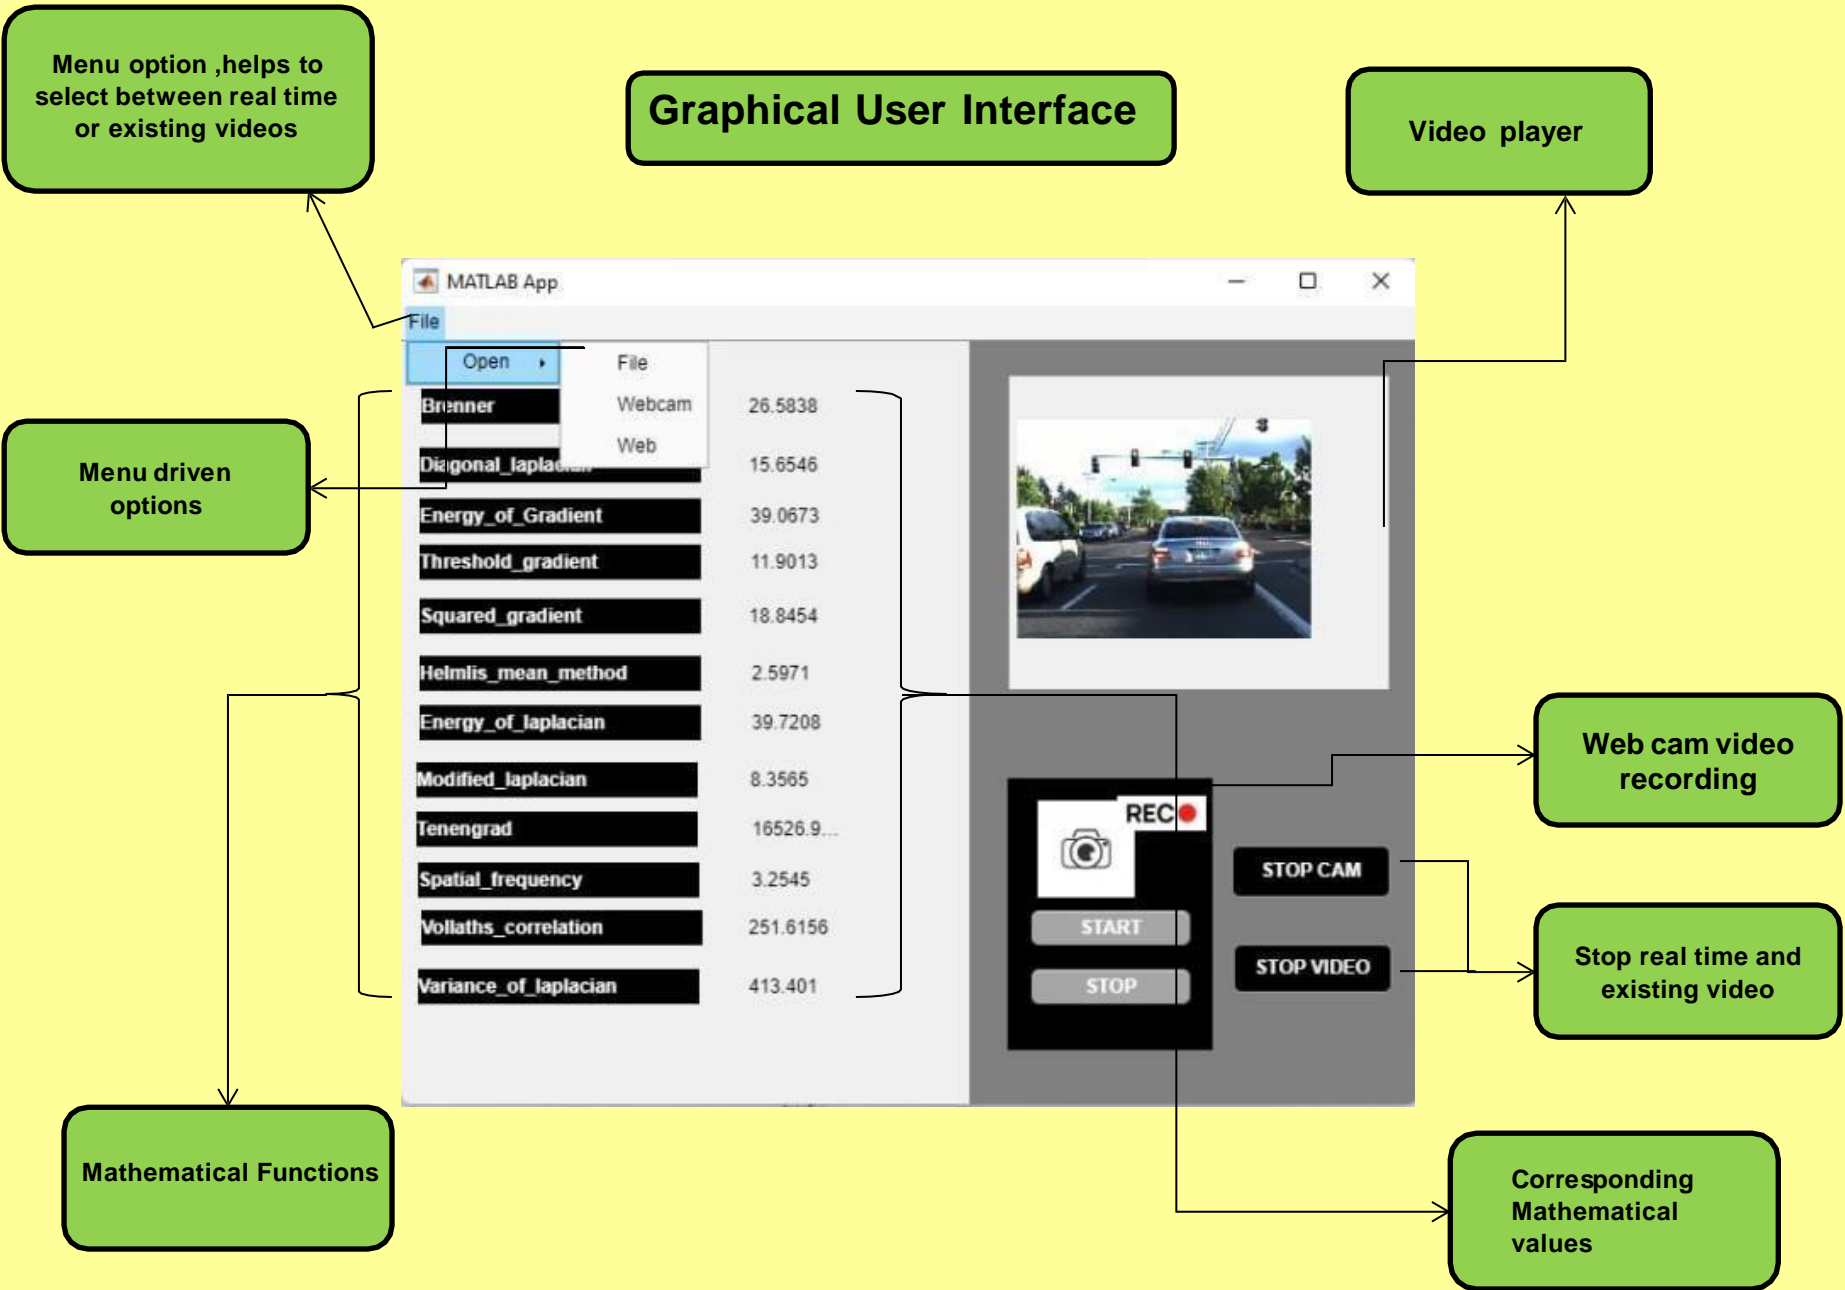 Menu option ,helps to
select between real time
or existing videos
Graphical User Interface
Video player
MATLAB App
File
Open
File
Webcam
Web
Menu driven
options
Brenner
26.5838
15.6546
Energy_of_Gradient
39.0673
Threshold_gradient
11.9013
Squared_gradient
18.8454
Helmlis_mean_method
2.5971
Energy_of_laplacian
39.7208
Modified_laplacian
8.3565
Tenengrad
16526.9...
Spatial_frequency
3.2545
Vollaths_correlation
251.6156
Variance_of_laplacian
413.401
REC
START
STOP
STOP CAM
STOP VIDEO
Web cam video
recording
Stop real time and
existing video
Mathematical Functions
Corresponding
Mathematical
values